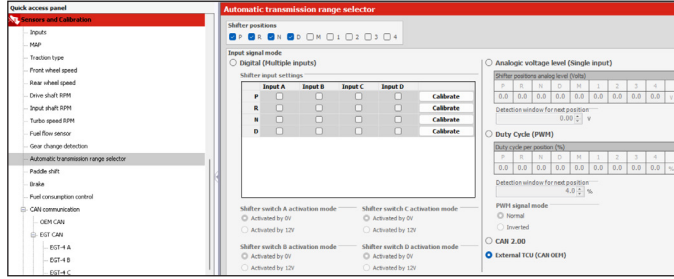 Quick access panel
Sensors and Calibration
Inputs
MAP
Traction type
Front wheel speed
Rear wheel speed
Drive shaft RPM
Input shaft RPM
Turbo speed RPM
Fuel flow sensor
Gear change detection
Automatic transmission range selector
Paddle shift
Brake
Fuel consumption control
CAN communication
OEM CAN
EGT CAN
EGT-4 A
EGT-4 B
EGT-4 C
Automatic transmission range selector
Shifter positions
P R N D M 1 2 3 4
Input signal mode
Digital (Multiple inputs)
Shifter input settings
Input A Input B Input C Input D
P Calibrate
R Calibrate
N Calibrate
D Calibrate
Shifter switch A activation mode
Activated by 0V
Activated by 12V
Shifter switch C activation mode
Activated by 0V
Activated by 12V
Shifter switch B activation mode
Activated by 0V
Activated by 12V
Shifter switch D activation mode
Activated by 0V
Activated by 12V
Analogic voltage level (Single input)
Shifter positions analog level (Volts)
P R N D M 1 2 3 4
0.0 0.0 0.0 0.0 0.0 0.0 0.0 0.0 0.0 v
Detection window for next position
0.00 v
Duty Cycle (PWM)
Duty cycle per position (%)
P R N D M 1 2 3 4
0.0 0.0 0.0 0.0 0.0 0.0 0.0 0.0 0.0 %
Detection window for next position
4.0 %
PWM signal mode
Normal
Inverted
CAN 2.00
External TCU (CAN OEM)